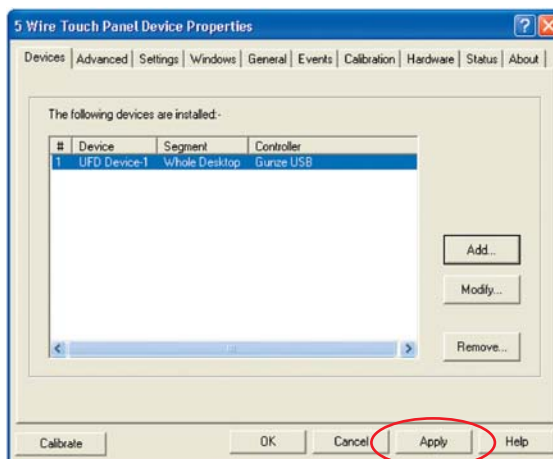 5 Wire Touch Panel Device Properties
Devices Advanced Settings Windows General Events Calibration Hardware Status About
The following devices are installed:-
# Device Segment Controller
1 UFD Device-1 Whole Desktop Gunze USB
Add...
Modify...
Remove...
Calibrate OK Cancel Apply Help